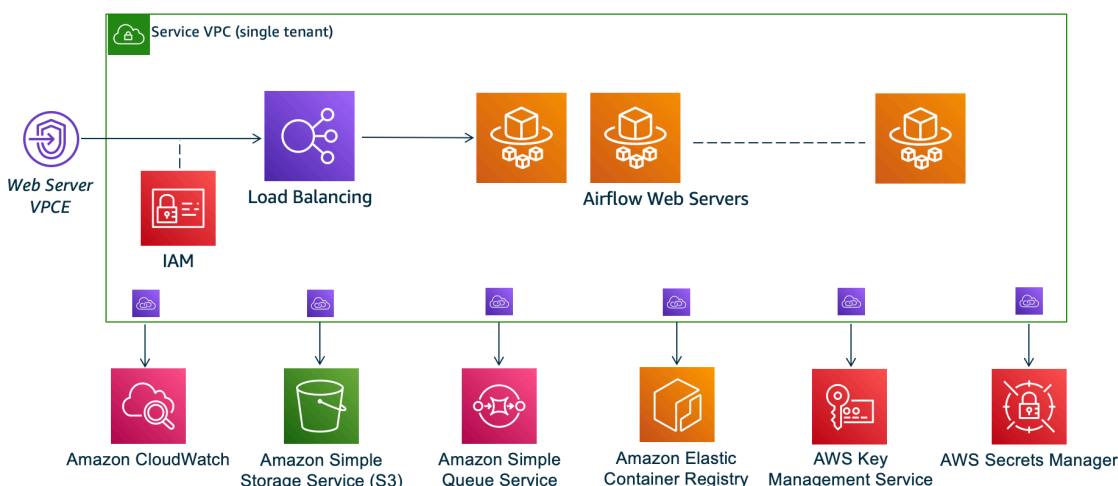 Service VPC (single tenant)
Web Server
VPCE
Load Balancing
Airflow Web Servers
IAM
Amazon CloudWatch
Amazon Simple
Storage Service (S3)
Amazon Simple
Queue Service
Amazon Elastic
Container Registry
AWS Key
Management Service
AWS Secrets Manager